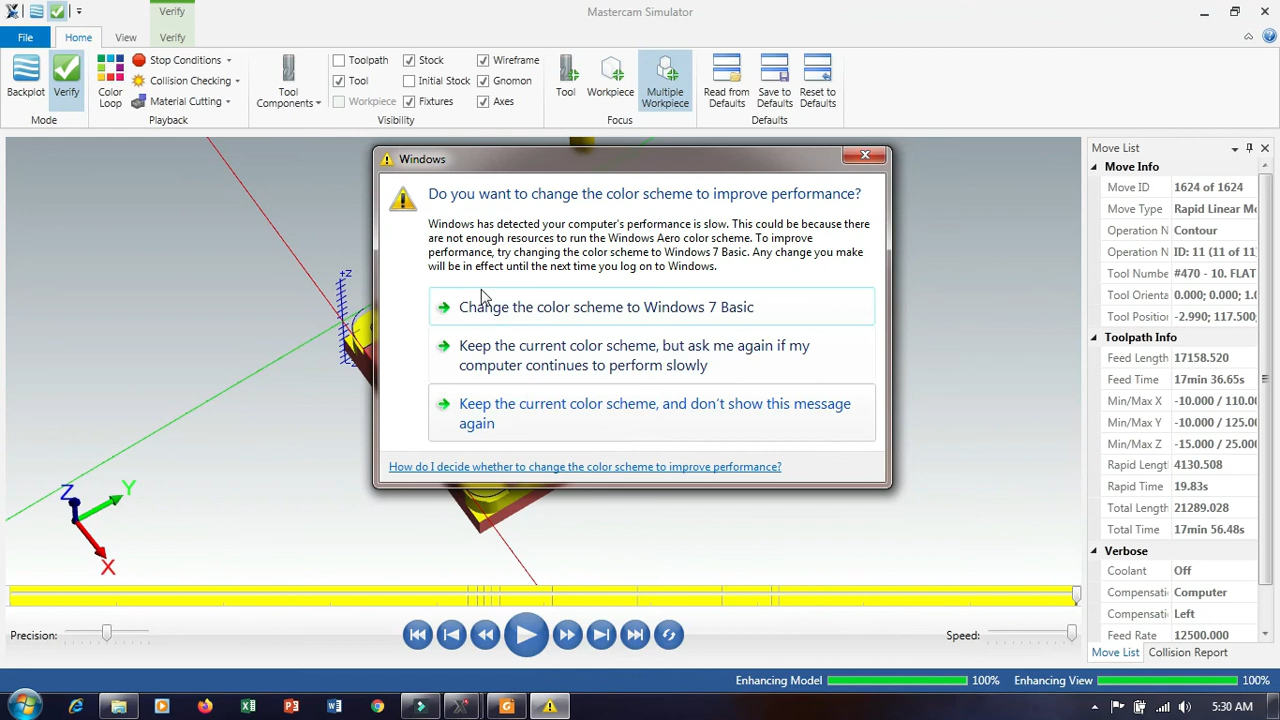 Verify
Mastercam Simulator
File
Home
View
Verify
Backplot
Verify
Mode
Color
Loop
Stop Conditions
Collision Checking
Material Cutting
Playback
Tool
Components
Toolpath
Tool
Workpiece
Stock
Initial Stock
Fixtures
Wireframe
Gnomon
Axes
Visibility
Tool
Workpiece
Multiple
Workpiece
Focus
Read from
Defaults
Save to
Defaults
Reset to
Defaults
Defaults
Windows
Do you want to change the color scheme to improve performance?
Windows has detected your computer's performance is slow. This could be because there
are not enough resources to run the Windows Aero color scheme. To improve
performance, try changing the color scheme to Windows 7 Basic. Any change you make
will be in effect until the next time you log on to Windows.
Change the color scheme to Windows 7 Basic
Keep the current color scheme, but ask me again if my
computer continues to perform slowly
Keep the current color scheme, and don't show this message
again
How do I decide whether to change the color scheme to improve performance?
+Z
Z
Y
X
Move List
Move Info
Move ID 1624 of 1624
Move Type Rapid Linear Mo
Operation N Contour
Operation N ID: 11 (11 of 11)
Tool Number #470 - 10. FLAT
Tool Orienta 0.000; 0.000; 1.0
Tool Position -2.990; 117.500;
Toolpath Info
Feed Length 17158.520
Feed Time 17min 36.65s
Min/Max X -10.000 / 110.00
Min/Max Y -10.000 / 125.00
Min/Max Z -15.000 / 25.000
Rapid Length 4130.508
Rapid Time 19.83s
Total Length 21289.028
Total Time 17min 56.48s
Verbose
Coolant Off
Compensatio Computer
Compensatio Left
Feed Rate 12500.000
Move List Collision Report
Precision:
Speed:
Enhancing Model 100% Enhancing View 100%
5:30 AM